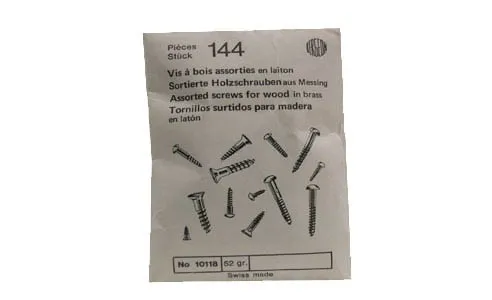 Pièces
Stück 144
Vis à bois assorties en laiton
Sortierte Holzschrauben aus Messing
Assorted screws for wood in brass
Tornillos surtidos para madera
en latón
No 10118 52 gr.
Swiss made